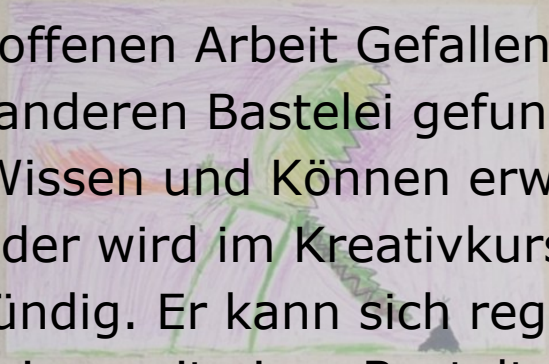 offenen Arbeit Gefallen
anderen Bastelei gefun
Wissen und Können erw
der wird im Kreativkurs
ündig. Er kann sich reg